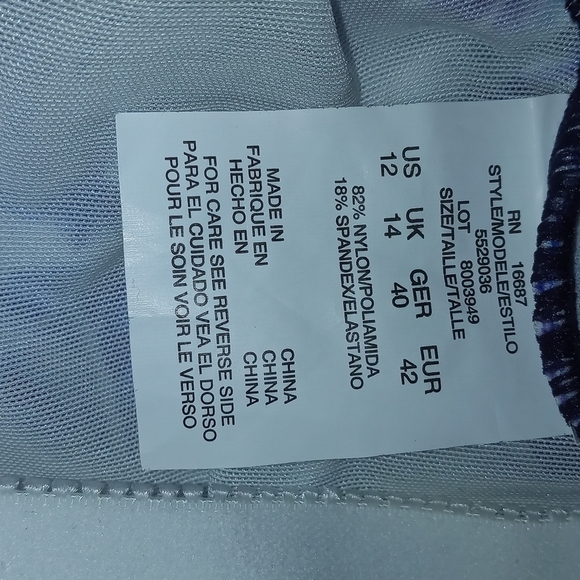 RN 16687
STYLE/MODELE/ESTILO
5529036
LOT 8003949
SIZE/TAILLE/TALLE
US UK GER EUR
12 14 40 42
82% NYLON/POLIAMIDA
18% SPANDEX/ELASTANO
MADE IN CHINA
FABRIQUE EN CHINA
HECHO EN CHINA
FOR CARE SEE REVERSE SIDE
PARA EL CUIDADO VEA EL DORSO
POUR LE SOIN VOIR LE VERSO